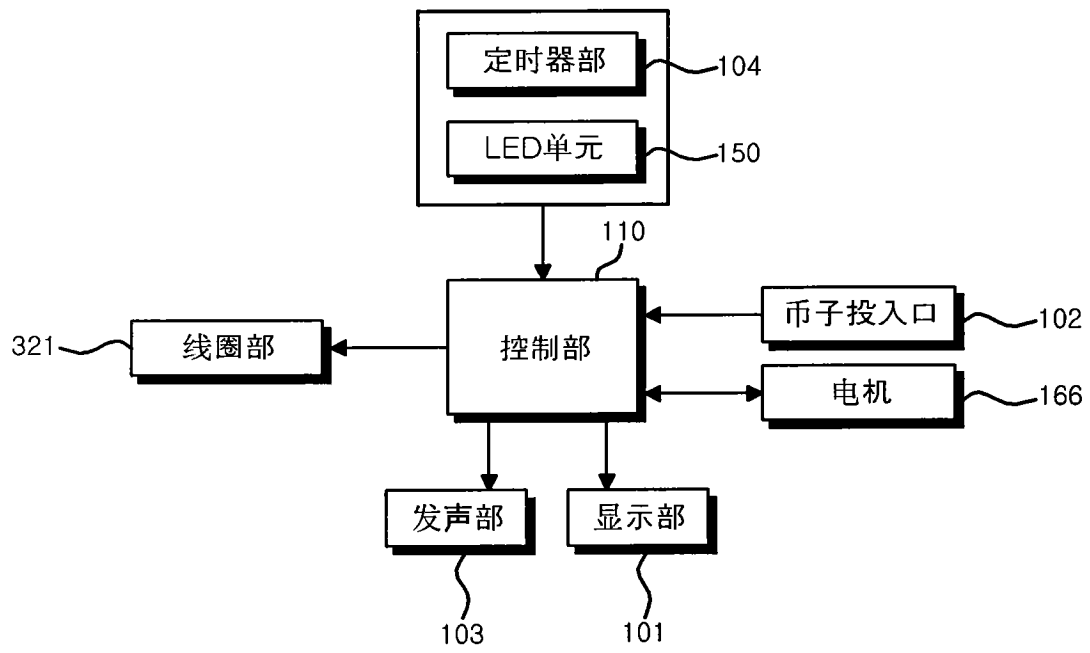 定时器部
104
LED单元
150
110
控制部
币子投入口
102
321
线圈部
电机
166
发声部
显示部
103
101